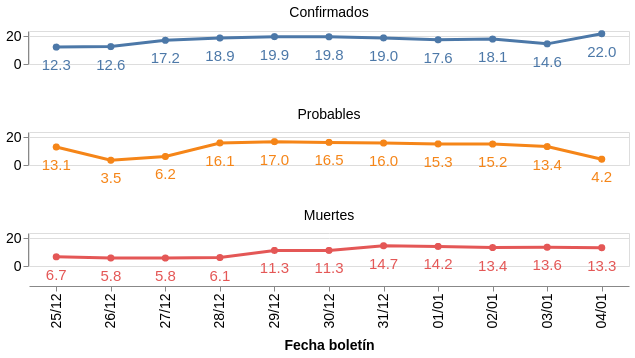 Confirmados
20
0
12.3 12.6 17.2 18.9 19.9 19.8 19.0 17.6 18.1 14.6 22.0
Probables
20
0
13.1 3.5 6.2 16.1 17.0 16.5 16.0 15.3 15.2 13.4 4.2
Muertes
20
0
6.7 5.8 5.8 6.1 11.3 11.3 14.7 14.2 13.4 13.6 13.3
25/12 26/12 27/12 28/12 29/12 30/12 31/12 01/01 02/01 03/01 04/01
Fecha boletín